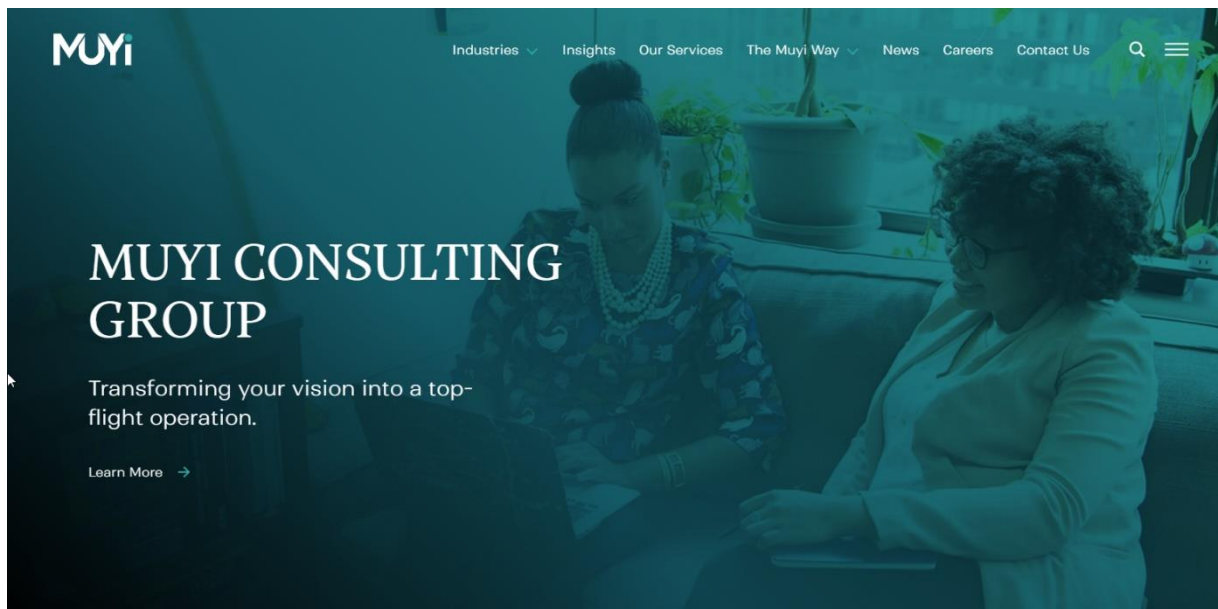 MUYi
Industries Insights Our Services The Muyi Way News Careers Contact Us
MUYI CONSULTING
GROUP
Transforming your vision into a top-
flight operation.
Learn More →